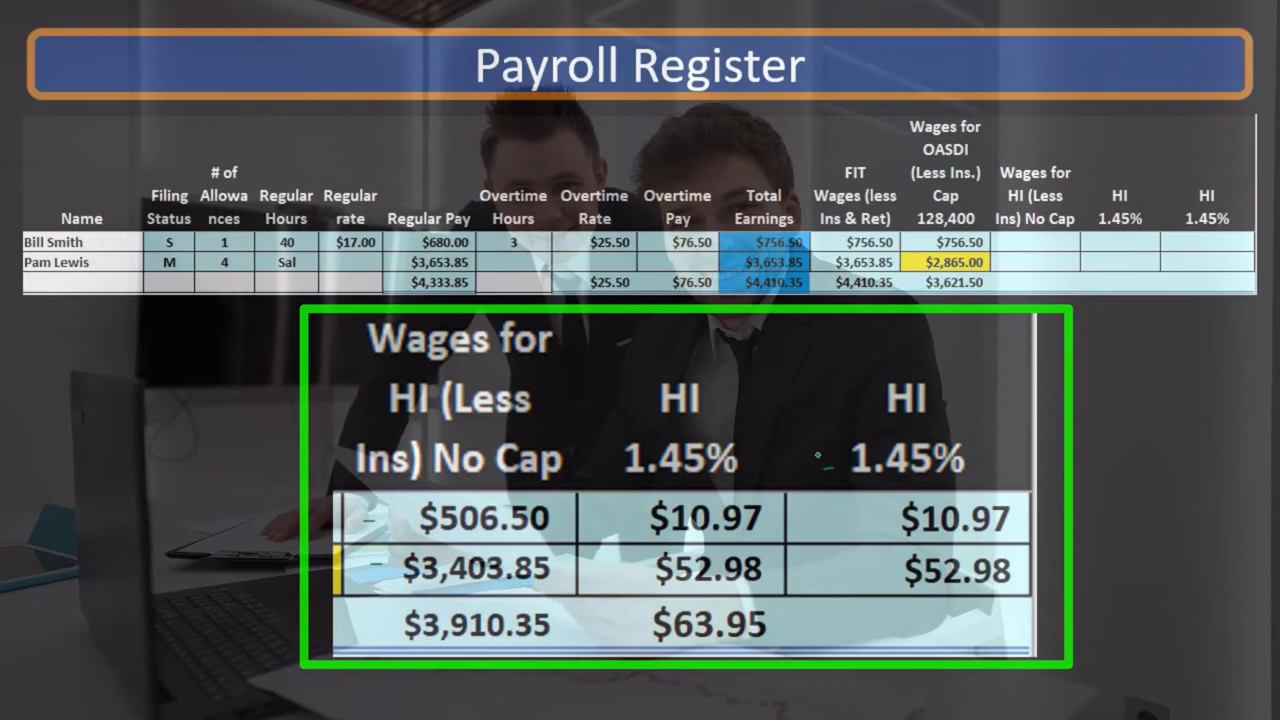 Payroll Register
Name Filing Status # of Allowa nces Regular Hours Regular rate Regular Pay Overtime Hours Overtime Rate Overtime Pay Total Earnings FIT Wages (less Ins & Ret) Wages for OASDI (Less Ins.) Cap 128,400 Wages for HI (Less Ins) No Cap HI 1.45% HI 1.45%
Bill Smith S 1 40 $17.00 $680.00 3 $25.50 $76.50 $756.50 $756.50 $756.50
Pam Lewis M 4 Sal $3,653.85 $3,653.85 $3,653.85 $2,865.00
$4,333.85 $25.50 $76.50 $4,410.35 $4,410.35 $3,621.50
Wages for
HI (Less HI HI
Ins) No Cap 1.45% 1.45%
$506.50 $10.97 $10.97
$3,403.85 $52.98 $52.98
$3,910.35 $63.95